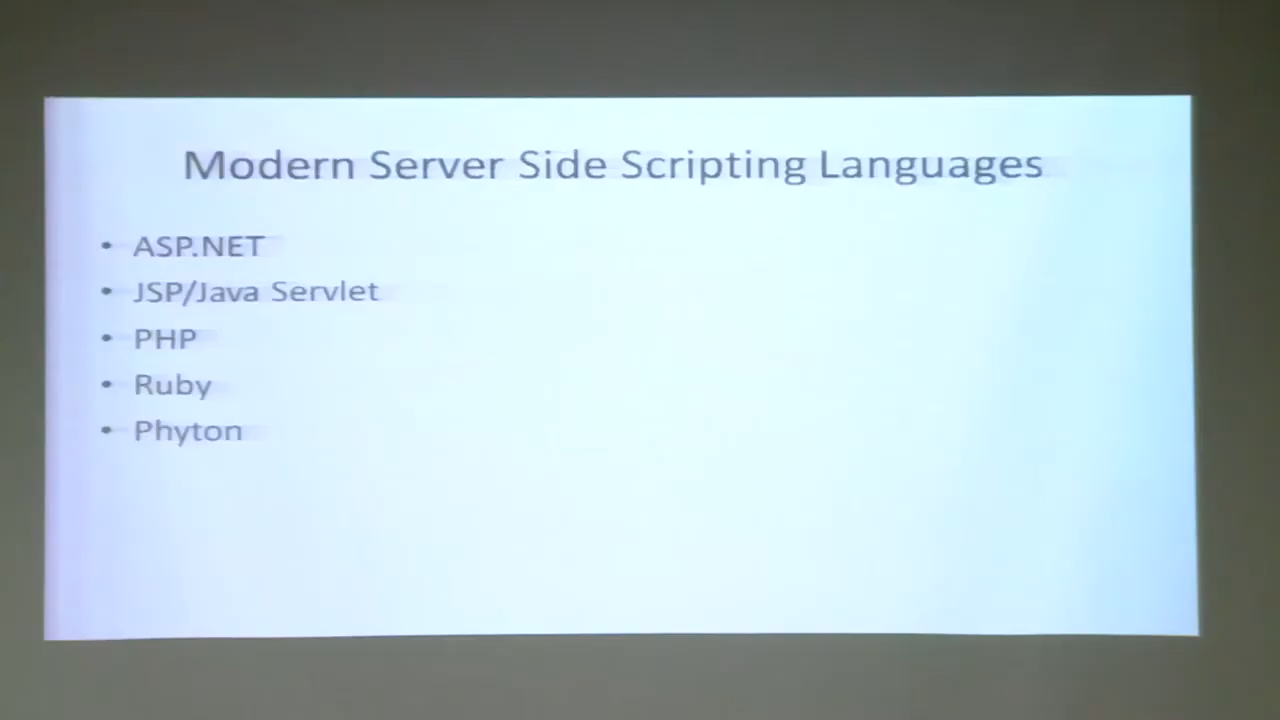 Modern Server Side Scripting Languages
• ASP.NET
• JSP/Java Servlet
• PHP
• Ruby
• Phyton